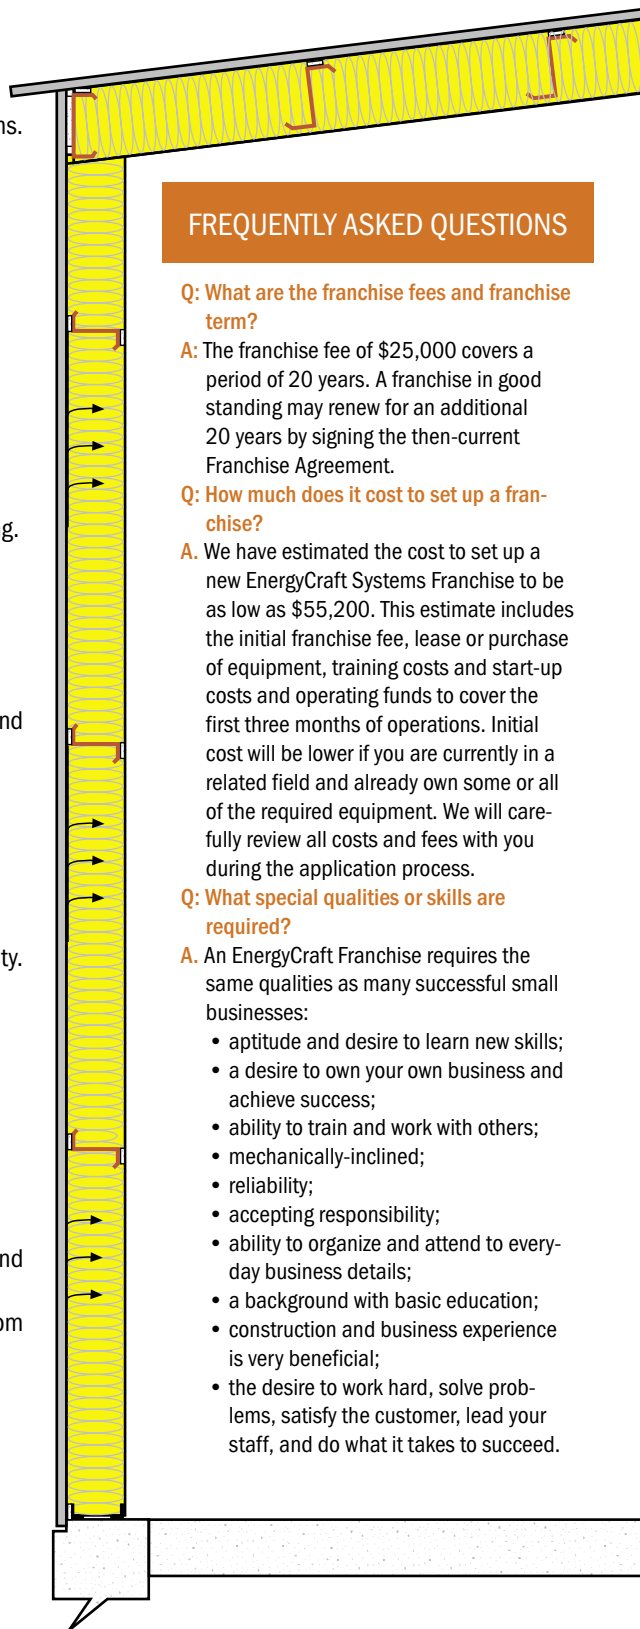 ns.
FREQUENTLY ASKED QUESTIONS
Q: What are the franchise fees and franchise
term?
A: The franchise fee of $25,000 covers a
period of 20 years. A franchise in good
standing may renew for an additional
20 years by signing the then-current
Franchise Agreement.
Q: How much does it cost to set up a fran-
chise?
g.
A. We have estimated the cost to set up a
new EnergyCraft Systems Franchise to be
as low as $55,200. This estimate includes
the initial franchise fee, lease or purchase
of equipment, training costs and start-up
costs and operating funds to cover the
nd
first three months of operations. Initial
cost will be lower if you are currently in a
related field and already own some or all
of the required equipment. We will care-
fully review all costs and fees with you
during the application process.
Q: What special qualities or skills are
required?
ty.
A. An EnergyCraft Franchise requires the
same qualities as many successful small
businesses:
• aptitude and desire to learn new skills;
• a desire to own your own business and
achieve success;
• ability to train and work with others;
• mechanically-inclined;
• reliability;
• accepting responsibility;
• ability to organize and attend to every-
nd
day business details;
• a background with basic education;
om
• construction and business experience
is very beneficial;
• the desire to work hard, solve prob-
lems, satisfy the customer, lead your
staff, and do what it takes to succeed.